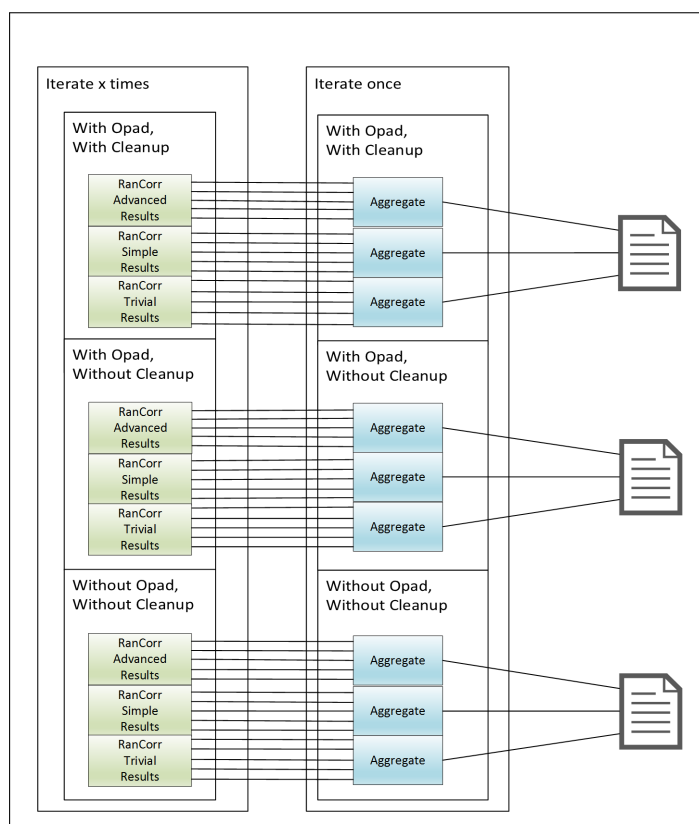 Iterate x times
With Opad,
With Cleanup
RanCorr
Advanced
Results
RanCorr
Simple
Results
RanCorr
Trivial
Results
With Opad,
Without Cleanup
RanCorr
Advanced
Results
RanCorr
Simple
Results
RanCorr
Trivial
Results
Without Opad,
Without Cleanup
RanCorr
Advanced
Results
RanCorr
Simple
Results
RanCorr
Trivial
Results
Iterate once
With Opad,
With Cleanup
Aggregate
Aggregate
Aggregate
With Opad,
Without Cleanup
Aggregate
Aggregate
Aggregate
Without Opad,
Without Cleanup
Aggregate
Aggregate
Aggregate